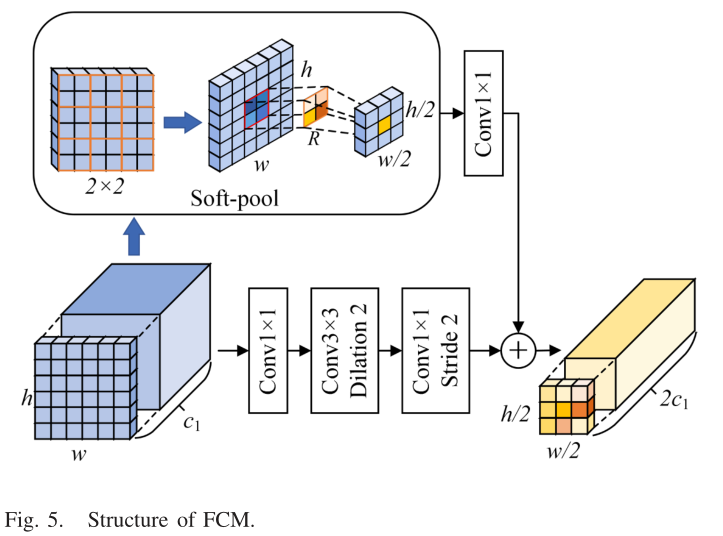 h
h/2
2×2
w
R
w/2
Soft-pool
Conv1×1
h
w
c₁
Conv1×1
Conv3×3
Dilation 2
Conv1×1
Stride 2
+
h/2
w/2
2c₁
Fig. 5. Structure of FCM.